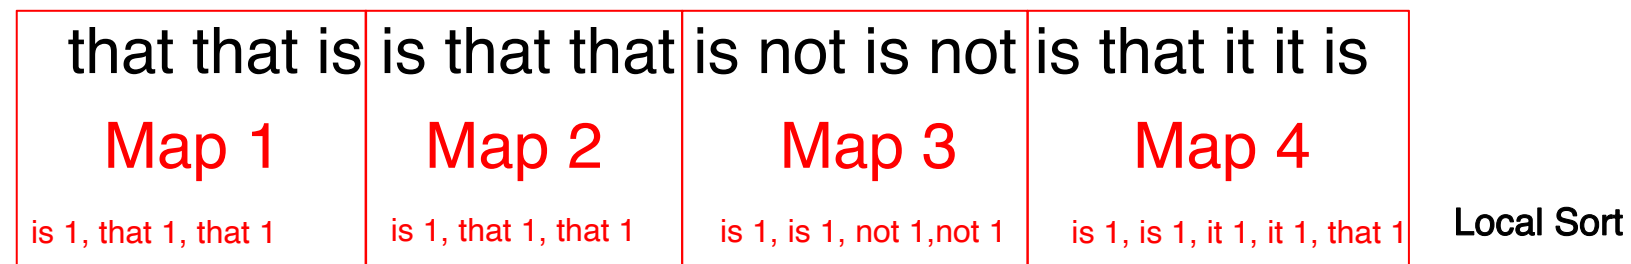 that that is is that that is not is not is that it it is
Map 1 Map 2 Map 3 Map 4
is 1, that 1, that 1 is 1, that 1, that 1 is 1, is 1, not 1,not 1 is 1, is 1, it 1, it 1, that 1 Local Sort